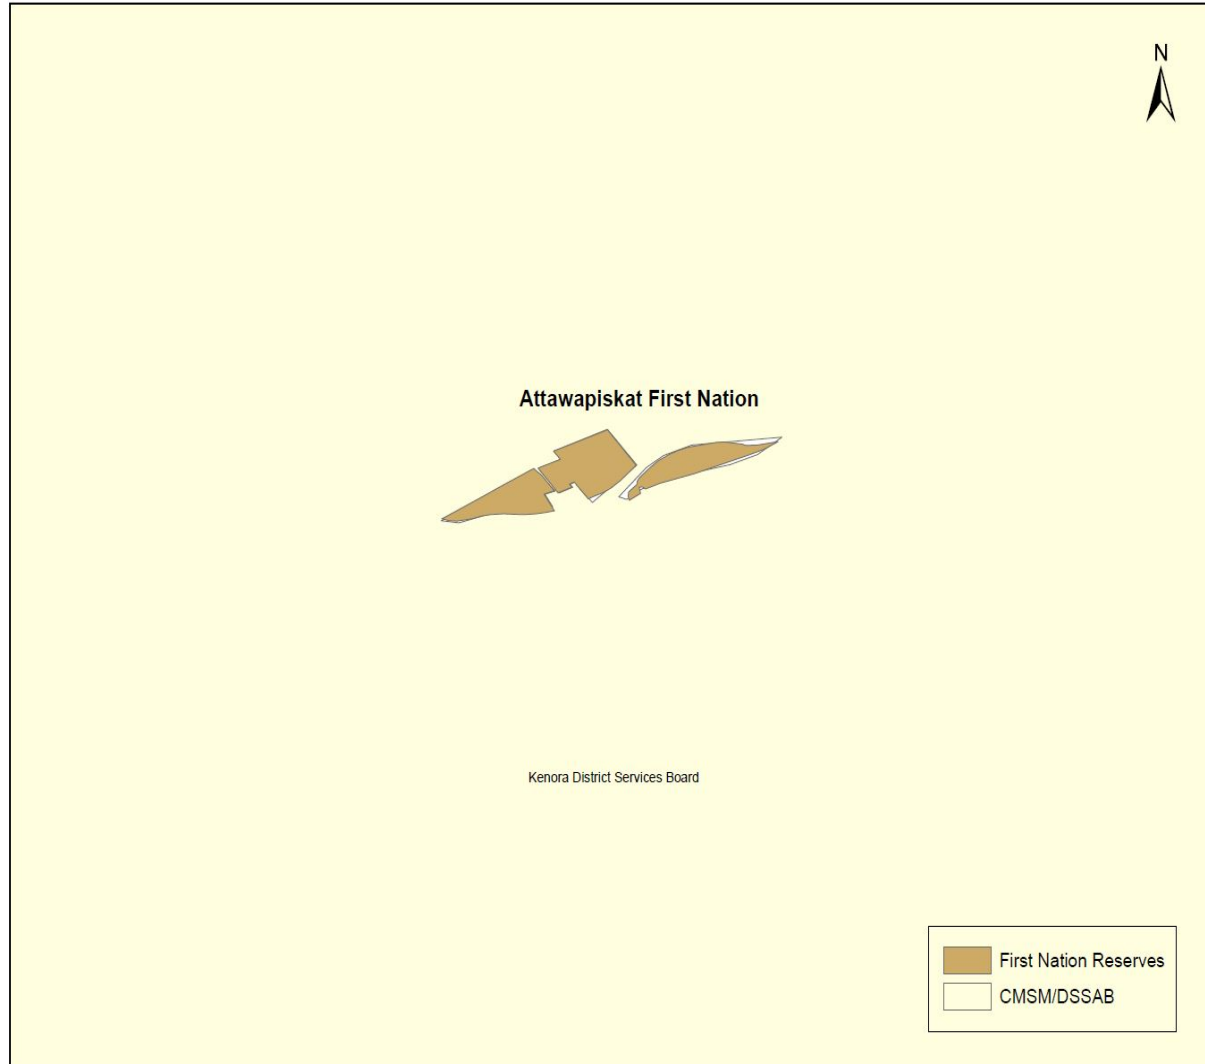 N
Attawapiskat First Nation
Kenora District Services Board
First Nation Reserves
CMSM/DSSAB